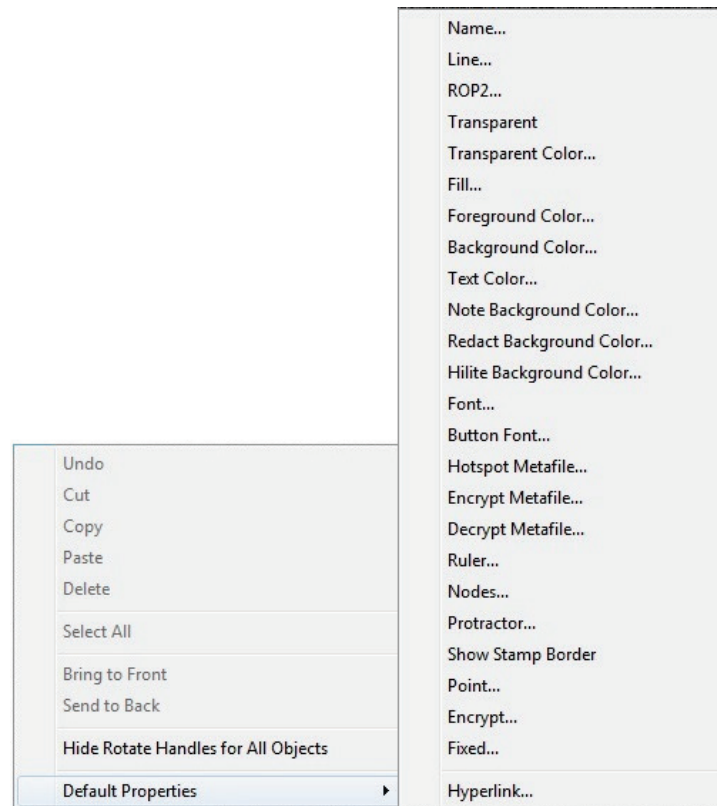 Undo
Cut
Copy
Paste
Delete
Select All
Bring to Front
Send to Back
Hide Rotate Handles for All Objects
Default Properties
Name...
Line...
ROP2...
Transparent
Transparent Color...
Fill...
Foreground Color...
Background Color...
Text Color...
Note Background Color...
Redact Background Color...
Hilite Background Color...
Font...
Button Font...
Hotspot Metafile...
Encrypt Metafile...
Decrypt Metafile...
Ruler...
Nodes...
Protractor...
Show Stamp Border
Point...
Encrypt...
Fixed...
Hyperlink...